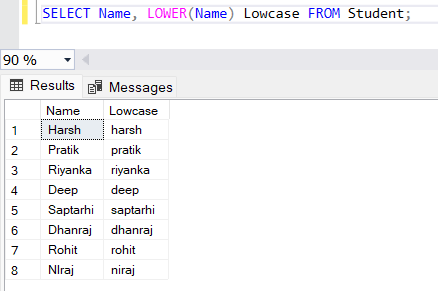 SELECT Name, LOWER(Name) Lowcase FROM Student;
90 %
Results Messages
Name Lowcase
1 Harsh harsh
2 Pratik pratik
3 Riyanka riyanka
4 Deep deep
5 Saptarhi saptarhi
6 Dhanraj dhanraj
7 Rohit rohit
8 NIraj niraj